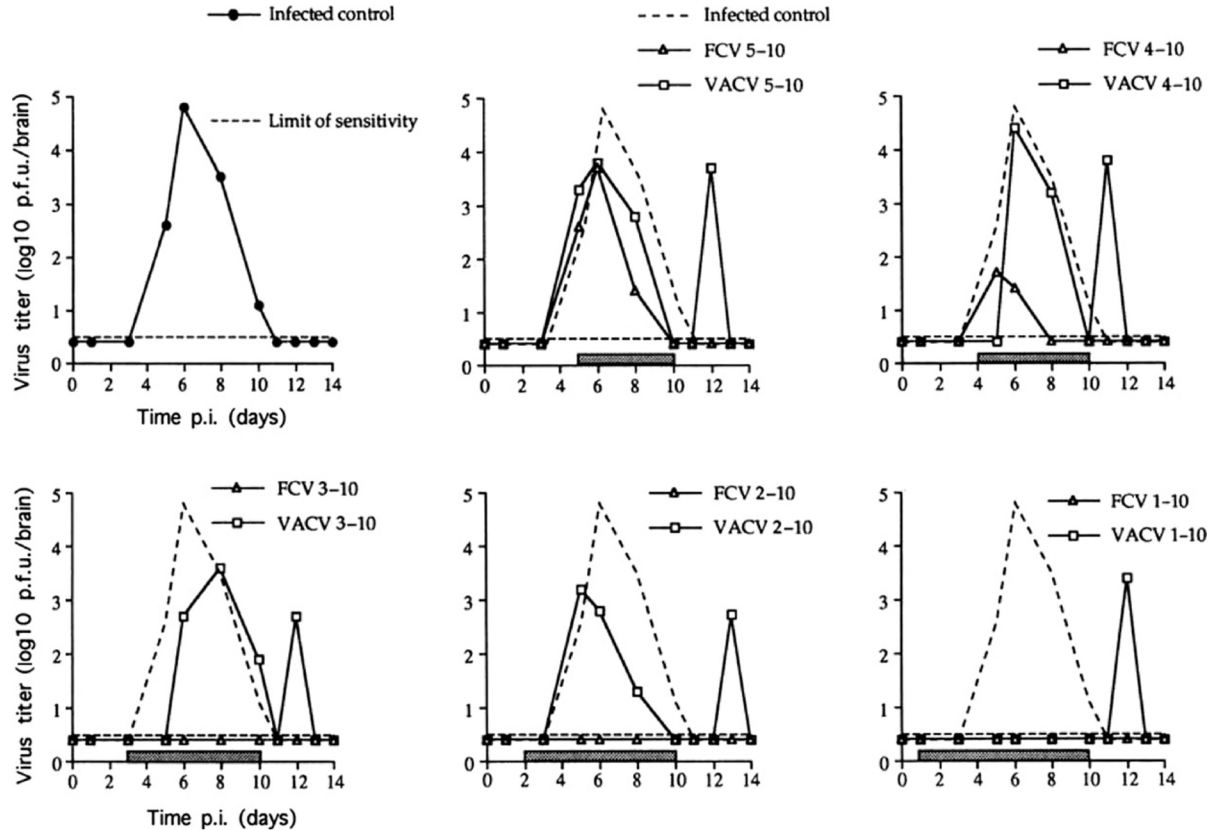 Infected control
Limit of sensitivity
Virus titer (log10 p.f.u./brain)
5
4
3
2
1
0
0 2 4 6 8 10 12 14
Time p.i. (days)
Infected control
FCV 5–10
VACV 5–10
5
4
3
2
1
0
0 2 4 6 8 10 12 14
FCV 4–10
VACV 4–10
5
4
3
2
1
0
0 2 4 6 8 10 12 14
FCV 3–10
VACV 3–10
Virus titer (log10 p.f.u./brain)
5
4
3
2
1
0
0 2 4 6 8 10 12 14
Time p.i. (days)
FCV 2–10
VACV 2–10
5
4
3
2
1
0
0 2 4 6 8 10 12 14
FCV 1–10
VACV 1–10
5
4
3
2
1
0
0 2 4 6 8 10 12 14